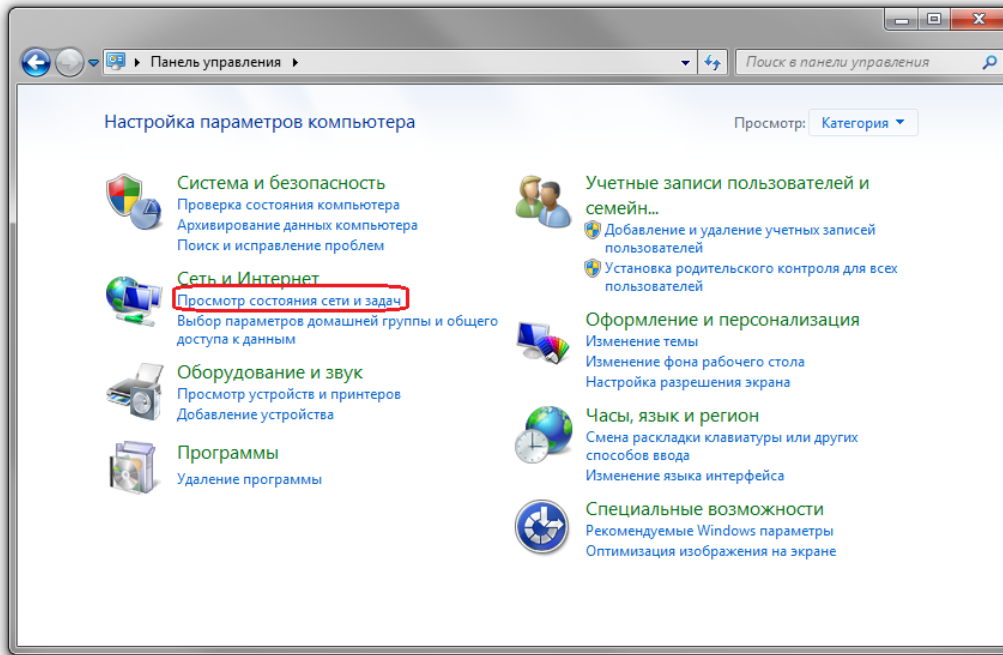 Панель управления
Поиск в панели управления
Настройка параметров компьютера
Просмотр: Категория
Система и безопасность
Проверка состояния компьютера
Архивирование данных компьютера
Поиск и исправление проблем
Сеть и Интернет
Просмотр состояния сети и задач
Выбор параметров домашней группы и общего
доступа к данным
Оборудование и звук
Просмотр устройств и принтеров
Добавление устройства
Программы
Удаление программы
Учетные записи пользователей и
семейн...
Добавление и удаление учетных записей
пользователей
Установка родительского контроля для всех
пользователей
Оформление и персонализация
Изменение темы
Изменение фона рабочего стола
Настройка разрешения экрана
Часы, язык и регион
Смена раскладки клавиатуры или других
способов ввода
Изменение языка интерфейса
Специальные возможности
Рекомендуемые Windows параметры
Оптимизация изображения на экране